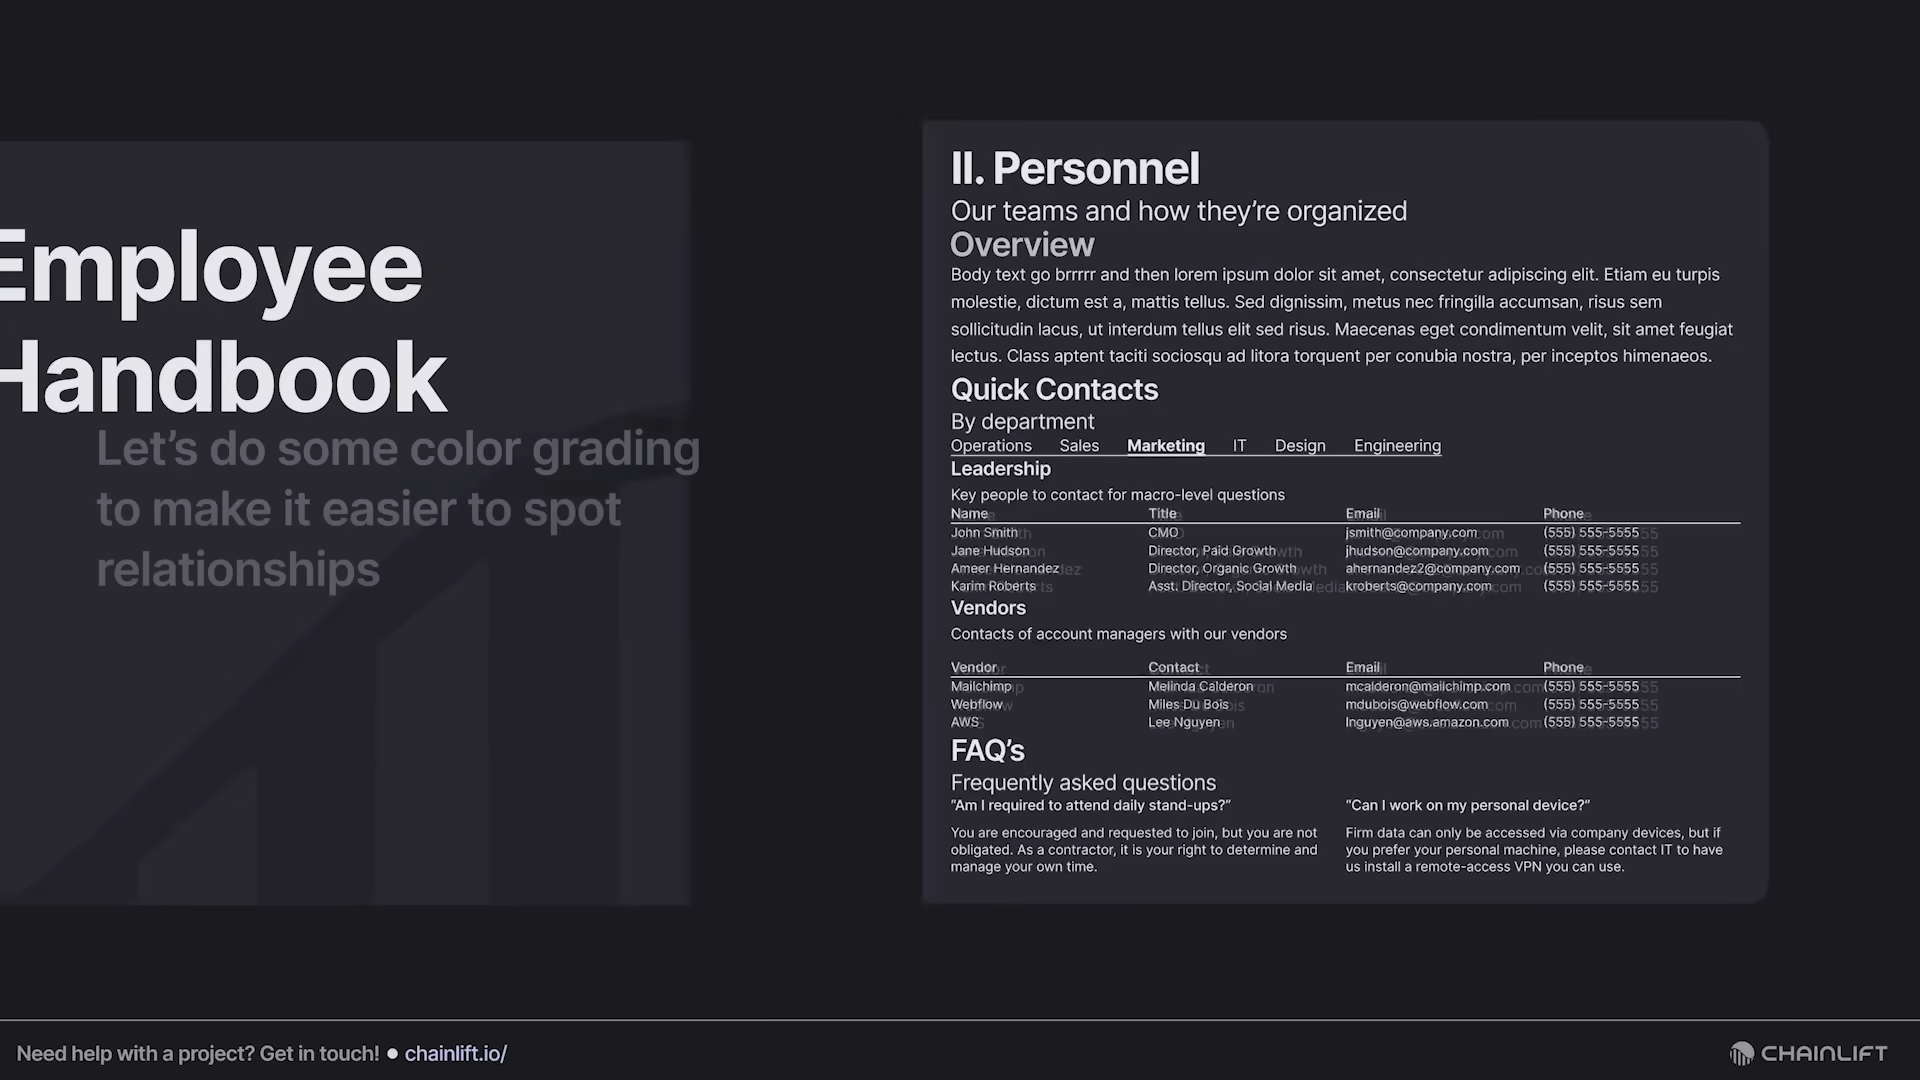 Employee
Handbook
Let's do some color grading
to make it easier to spot
relationships
II. Personnel
Our teams and how they're organized
Overview
Body text go brrrrr and then lorem ipsum dolor sit amet, consectetur adipiscing elit. Etiam eu turpis
molestie, dictum est a, mattis tellus. Sed dignissim, metus nec fringilla accumsan, risus sem
sollicitudin lacus, ut interdum tellus elit sed risus. Maecenas eget condimentum velit, sit amet feugiat
lectus. Class aptent taciti sociosqu ad litora torquent per conubia nostra, per inceptos himenaeos.
Quick Contacts
By department
Operations Sales Marketing IT Design Engineering
Leadership
Key people to contact for macro-level questions
Name Title Email Phone
John Smith CMO jsmith@company.com (555) 555-5555
Jane Hudson Director, Paid Growth jhudson@company.com (555) 555-5555
Ameer Hernandez Director, Organic Growth ahernandez2@company.com (555) 555-5555
Karim Roberts Asst. Director, Social Media kroberts@company.com (555) 555-5555
Vendors
Contacts of account managers with our vendors
Vendor Contact Email Phone
Mailchimp Melinda Calderon mcalderon@mailchimp.com (555) 555-5555
Webflow Miles Du Bois mdubois@webflow.com (555) 555-5555
AWS Lee Nguyen lnguyen@aws.amazon.com (555) 555-5555
FAQ's
Frequently asked questions
"Am I required to attend daily stand-ups?"
You are encouraged and requested to join, but you are not
obligated. As a contractor, it is your right to determine and
manage your own time.
"Can I work on my personal device?"
Firm data can only be accessed via company devices, but if
you prefer your personal machine, please contact IT to have
us install a remote-access VPN you can use.
Need help with a project? Get in touch! ● chainlift.io/
CHAINLIFT